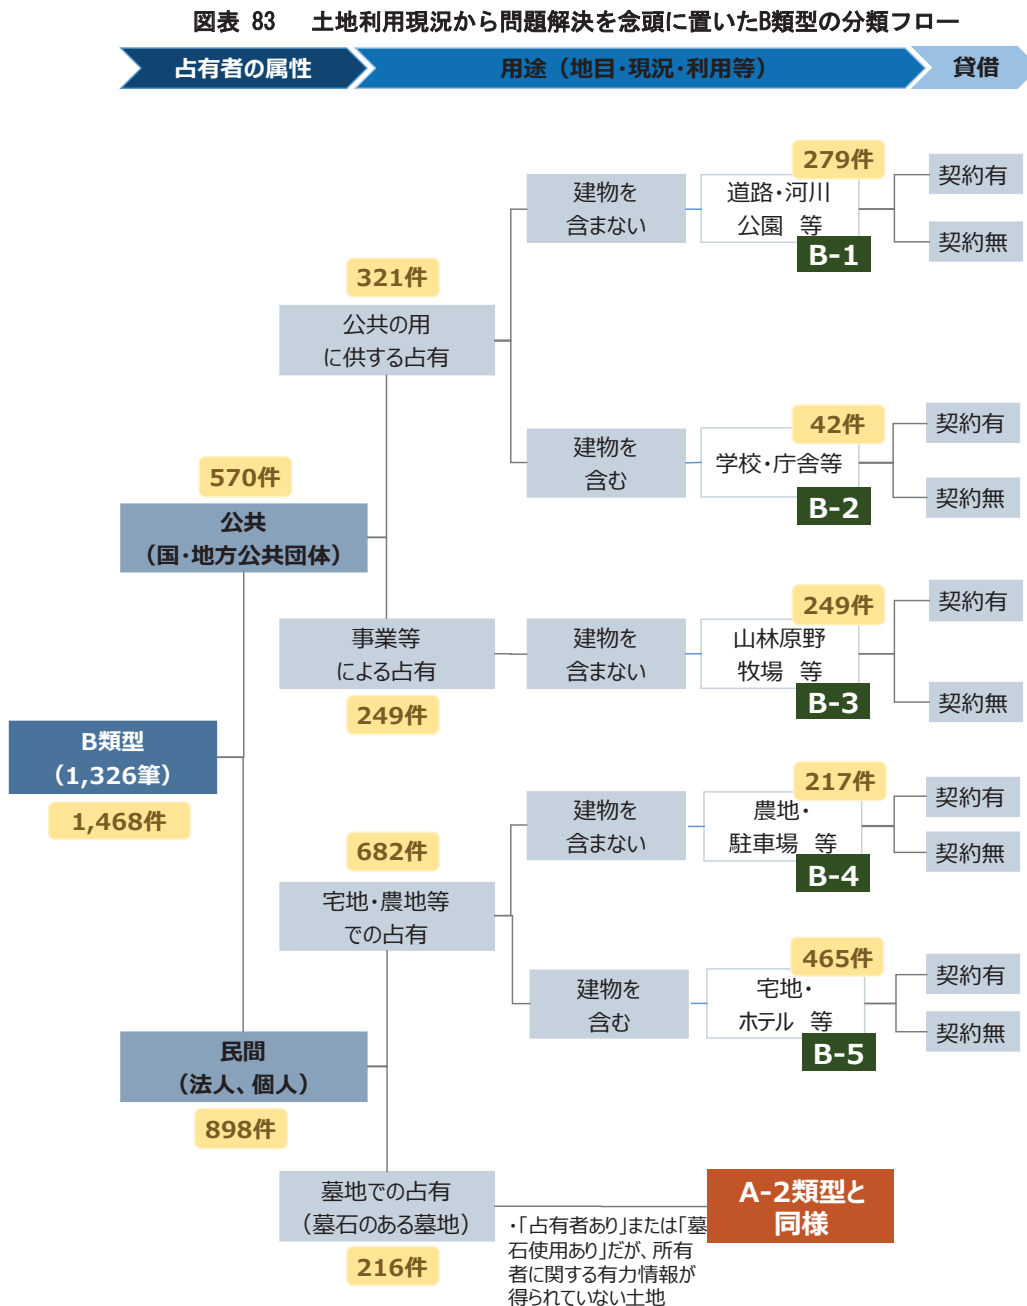 図表 83　土地利用現況から問題解決を念頭に置いたB類型の分類フロー
占有者の属性
用途（地目・現況・利用等）
貸借
B類型
（1,326筆）
1,468件
570件
公共
（国・地方公共団体）
321件
公共の用
に供する占有
建物を
含まない
279件
道路・河川
公園　等
B-1
契約有
契約無
建物を
含む
42件
学校・庁舎等
B-2
契約有
契約無
事業等
による占有
249件
建物を
含まない
249件
山林原野
牧場　等
B-3
契約有
契約無
民間
（法人、個人）
898件
682件
宅地・農地等
での占有
建物を
含まない
217件
農地・
駐車場　等
B-4
契約有
契約無
建物を
含む
465件
宅地・
ホテル　等
B-5
契約有
契約無
墓地での占有
（墓石のある墓地）
216件
・「占有者あり」または「墓
石使用あり」だが、所有
者に関する有力情報が
得られていない土地
A-2類型と
同様